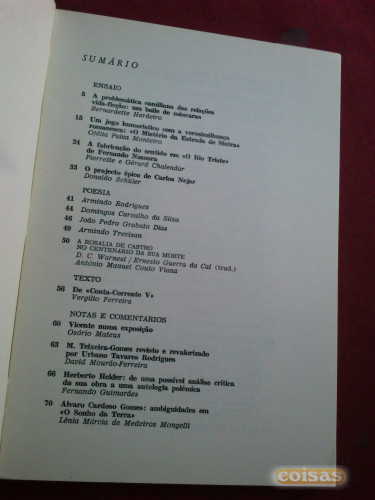 SUMÁRIO
ENSAIO
5 A problemática camiliana das relações
vida-ficção: um baile de máscaras
Bernardette Herdeiro
15 Um jogo humorístico com a verosimilhança
romanesca: «O Mistério da Estrada de Sintra»
Ofélia Paiva Monteiro
24 A fabricação do sentido em «O Rio Triste»
de Fernando Namora
Pierrette e Gérard Chalendar
33 O projecto épico de Carlos Nejar
Donaldo Schüler
POESIA
41 Armindo Rodrigues
44 Domingos Carvalho da Silva
46 João Pedro Grabato Dias
49 Armindo Trevisan
50 A ROSALIA DE CASTRO
NO CENTENÁRIO DA SUA MORTE
D. C. Warnest / Ernesto Guerra da Cal (trad.)
António Manuel Couto Viana
TEXTO
56 De «Conta-Corrente V»
Vergílio Ferreira
NOTAS E COMENTÁRIOS
60 Vicente numa exposição
Osório Mateus
63 M. Teixeira-Gomes revisto e revalorizado
por Urbano Tavares Rodrigues
David Mourão-Ferreira
66 Herberto Helder: de uma possível análise crítica
da sua obra a uma antologia polémica
Fernando Guimarães
70 Álvaro Cardoso Gomes: ambiguidades em
«O Sonho da Terra»
Lênia Márcia de Medeiros Mongelli
coisas